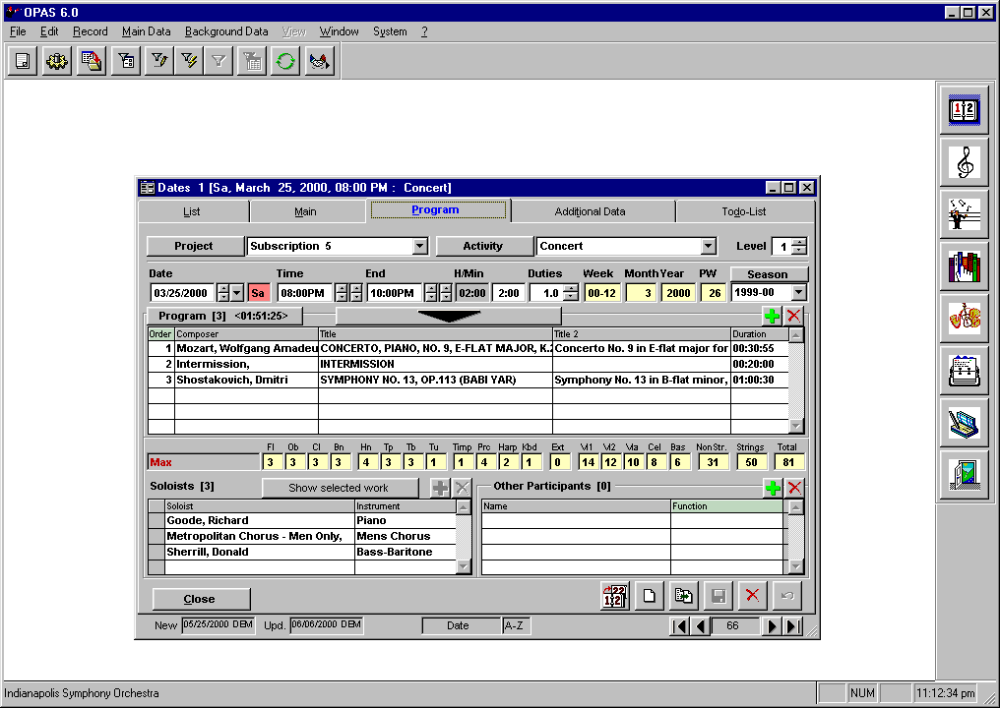 OPAS 6.0
File Edit Record Main Data Background Data View Window System ?
Dates 1 [Sa, March 25, 2000, 08:00 PM : Concert]
List Main Program Additional Data To-do-List
Project Subscription 5 Activity Concert Level 1
Date Time End H/Min Duties Week Month Year PW Season
03/25/2000 Sa 08:00PM 10:00PM 02:00 2:00 1.0 00-12 3 2000 26 1999-00
Program [3] <01:51:25>
Order Composer Title Title 2 Duration
1 Mozart, Wolfgang Amadeu CONCERTO, PIANO, NO. 9, E-FLAT MAJOR, K. Concerto No. 9 in E-flat major for 00:30:55
2 Intermission, INTERMISSION 00:20:00
3 Shostakovich, Dmitri SYMPHONY NO. 13, OP.113 (BABI YAR) Symphony No. 13 in B-flat minor, 01:00:30
Fl Ob Cl Bn Hn Tp Tb Tu Timp Prc Harp Kbd Ext Vl1 Vl2 Vla Cel Bas NonStr. Strings Total
Max 3 3 3 3 4 3 3 1 1 4 2 1 0 14 12 10 8 6 31 50 81
Soloists [3] Show selected work Other Participants [0]
Soloist Instrument Name Function
Goode, Richard Piano
Metropolitan Chorus - Men Only, Mens Chorus
Sherrill, Donald Bass-Baritone
Close
New 05/25/2000 DEM Upd. 06/06/2000 DEM Date A-Z 66
Indianapolis Symphony Orchestra NUM 11:12:34 pm